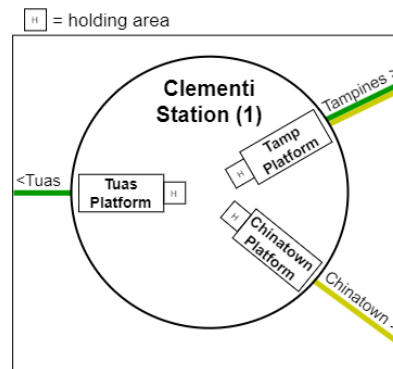 H = holding area
Clementi
Station (1)
Tampines >
Tamp
Platform
H
<Tuas
Tuas
Platform
H
H
Chinatown
Platform
Chinatown